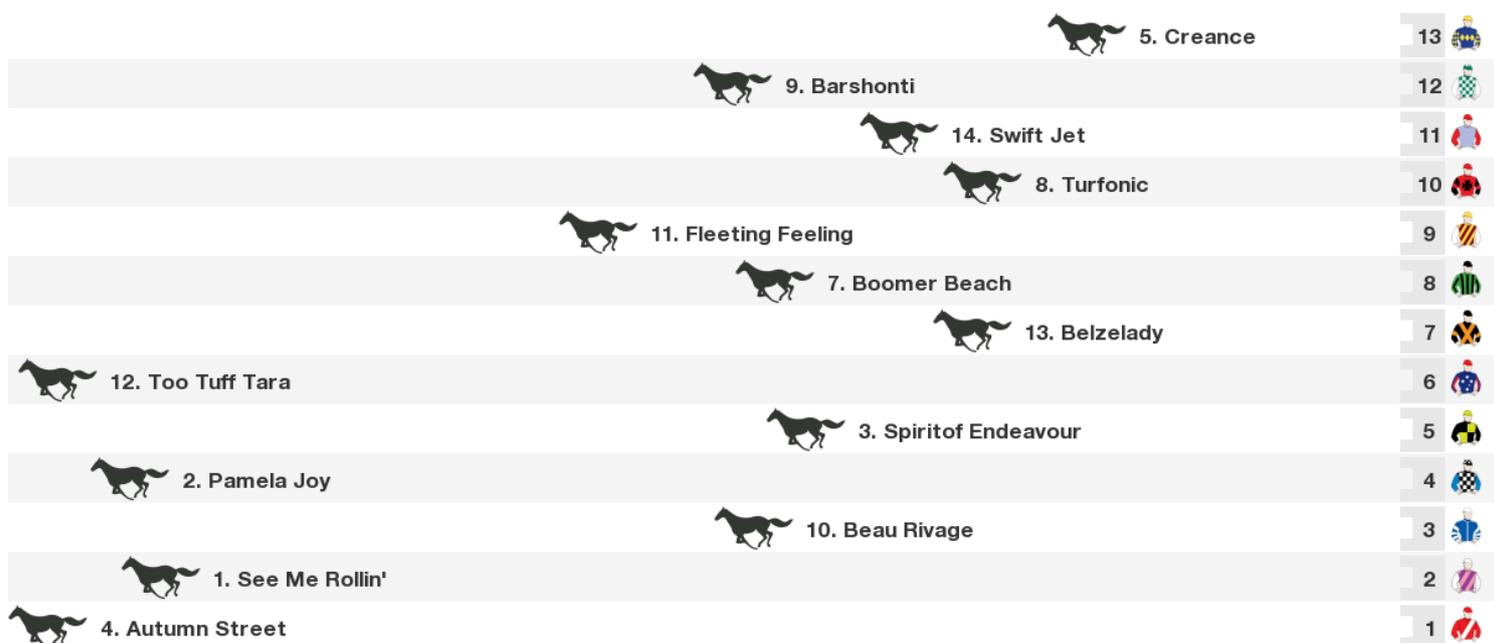 5. Creance 13
9. Barshonti 12
14. Swift Jet 11
8. Turfonic 10
11. Fleeting Feeling 9
7. Boomer Beach 8
13. Belzelady 7
12. Too Tuff Tara 6
3. Spiritof Endeavour 5
2. Pamela Joy 4
10. Beau Rivage 3
1. See Me Rollin' 2
4. Autumn Street 1